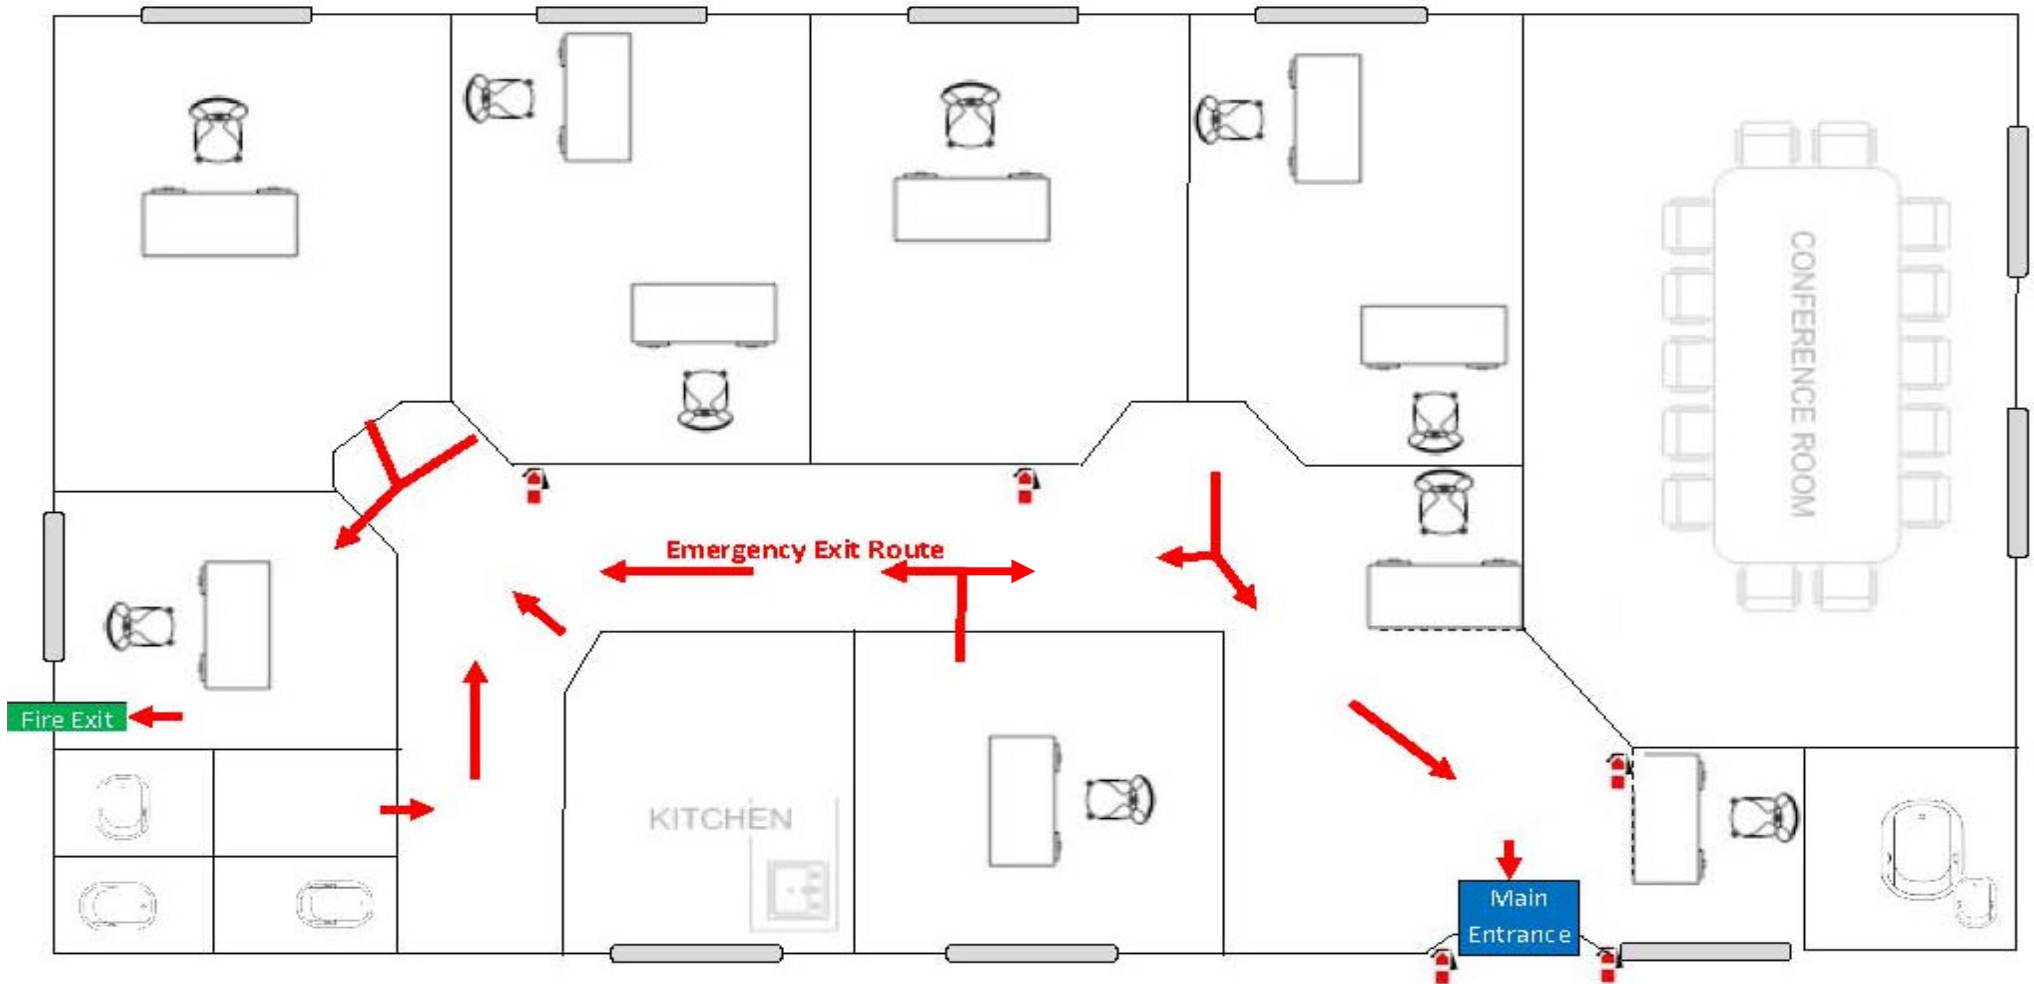 CONFERENCE ROOM
Emergency Exit Route
Fire Exit
KITCHEN
Main
Entrance